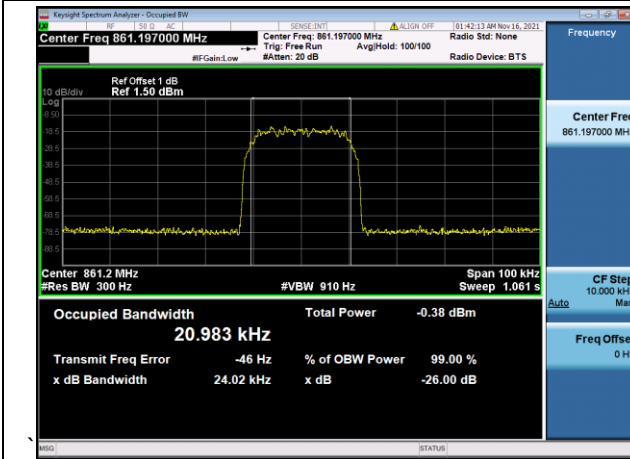 Keysight Spectrum Analyzer - Occupied BW
RF 50 Ω AC SENSE:INT ALIGN OFF 01:42:13 AM Nov 16, 2021
Center Freq 861.197000 MHz
Center Freq: 861.197000 MHz Radio Std: None
Trig: Free Run Avg|Hold: 100/100
#IFGain:Low #Atten: 20 dB Radio Device: BTS
Frequency
Ref Offset 1 dB
10 dB/div Ref 1.50 dBm
Log
-8.50
-18.5
-28.5
-38.5
-48.5
-58.5
-68.5
-78.5
-88.5
Center 861.2 MHz Span 100 kHz
#Res BW 300 Hz #VBW 910 Hz Sweep 1.061 s
Occupied Bandwidth Total Power -0.38 dBm
20.983 kHz
Transmit Freq Error -46 Hz % of OBW Power 99.00 %
x dB Bandwidth 24.02 kHz x dB -26.00 dB
Center Freq
861.197000 MH
CF Step
10.000 kH
Auto Ma
Freq Offse
0 H
MSG STATUS
`